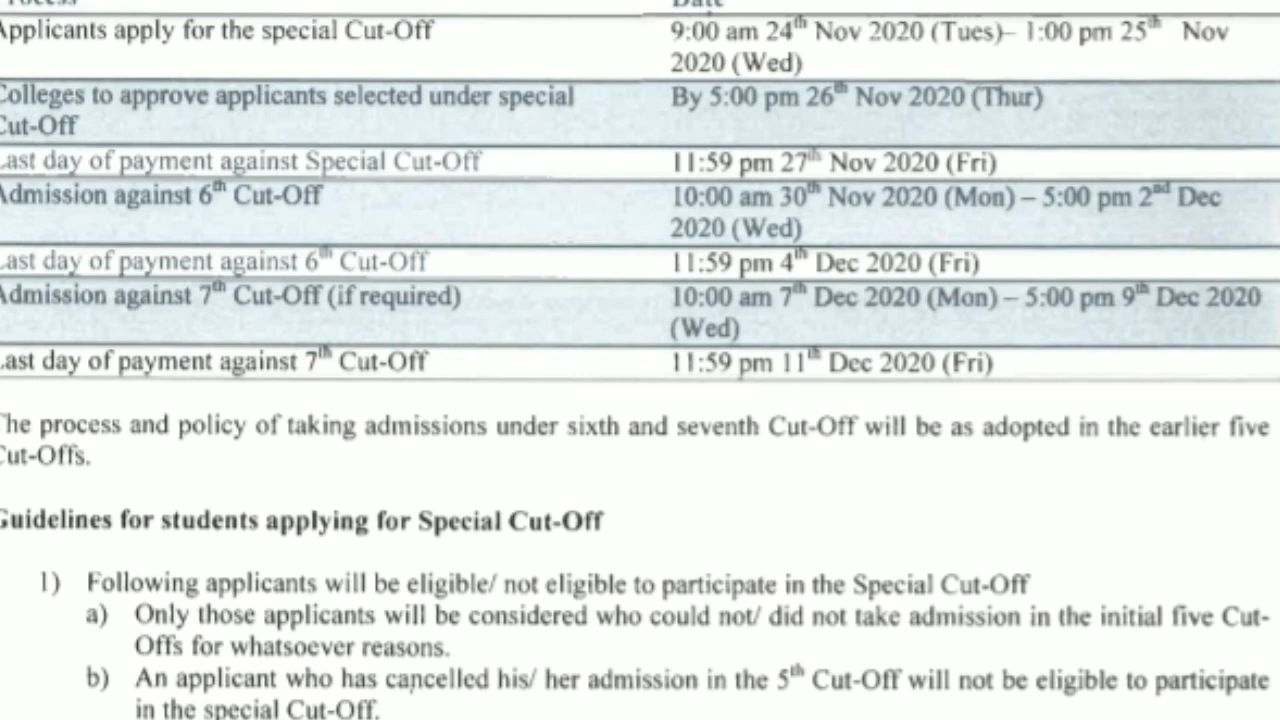 Date
Applicants apply for the special Cut-Off 9:00 am 24th Nov 2020 (Tues)– 1:00 pm 25th Nov
2020 (Wed)
Colleges to approve applicants selected under special By 5:00 pm 26th Nov 2020 (Thur)
Cut-Off
Last day of payment against Special Cut-Off 11:59 pm 27th Nov 2020 (Fri)
Admission against 6th Cut-Off 10:00 am 30th Nov 2020 (Mon) – 5:00 pm 2nd Dec
2020 (Wed)
Last day of payment against 6th Cut-Off 11:59 pm 4th Dec 2020 (Fri)
Admission against 7th Cut-Off (if required) 10:00 am 7th Dec 2020 (Mon) – 5:00 pm 9th Dec 2020
(Wed)
Last day of payment against 7th Cut-Off 11:59 pm 11th Dec 2020 (Fri)
The process and policy of taking admissions under sixth and seventh Cut-Off will be as adopted in the earlier five
Cut-Offs.
Guidelines for students applying for Special Cut-Off
1) Following applicants will be eligible/ not eligible to participate in the Special Cut-Off
a) Only those applicants will be considered who could not/ did not take admission in the initial five Cut-
Offs for whatsoever reasons.
b) An applicant who has cancelled his/ her admission in the 5th Cut-Off will not be eligible to participate
in the special Cut-Off.